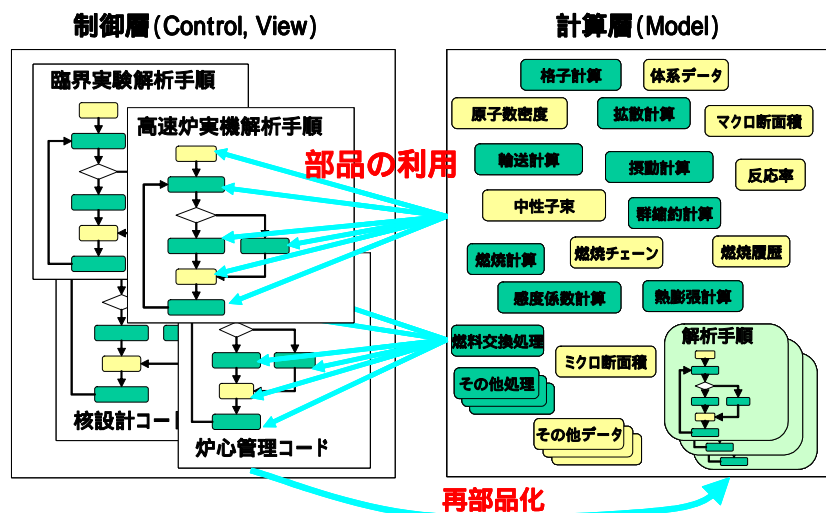 制御層(Control, View)
計算層(Model)
臨界実験解析手順
高速炉実機解析手順
核設計コード
炉心管理コード
部品の利用
格子計算
体系データ
原子数密度
拡散計算
マクロ断面積
輸送計算
摂動計算
反応率
中性子束
群縮約計算
燃焼計算
燃焼チェーン
燃焼履歴
感度係数計算
熱膨張計算
燃料交換処理
ミクロ断面積
解析手順
その他処理
その他データ
再部品化